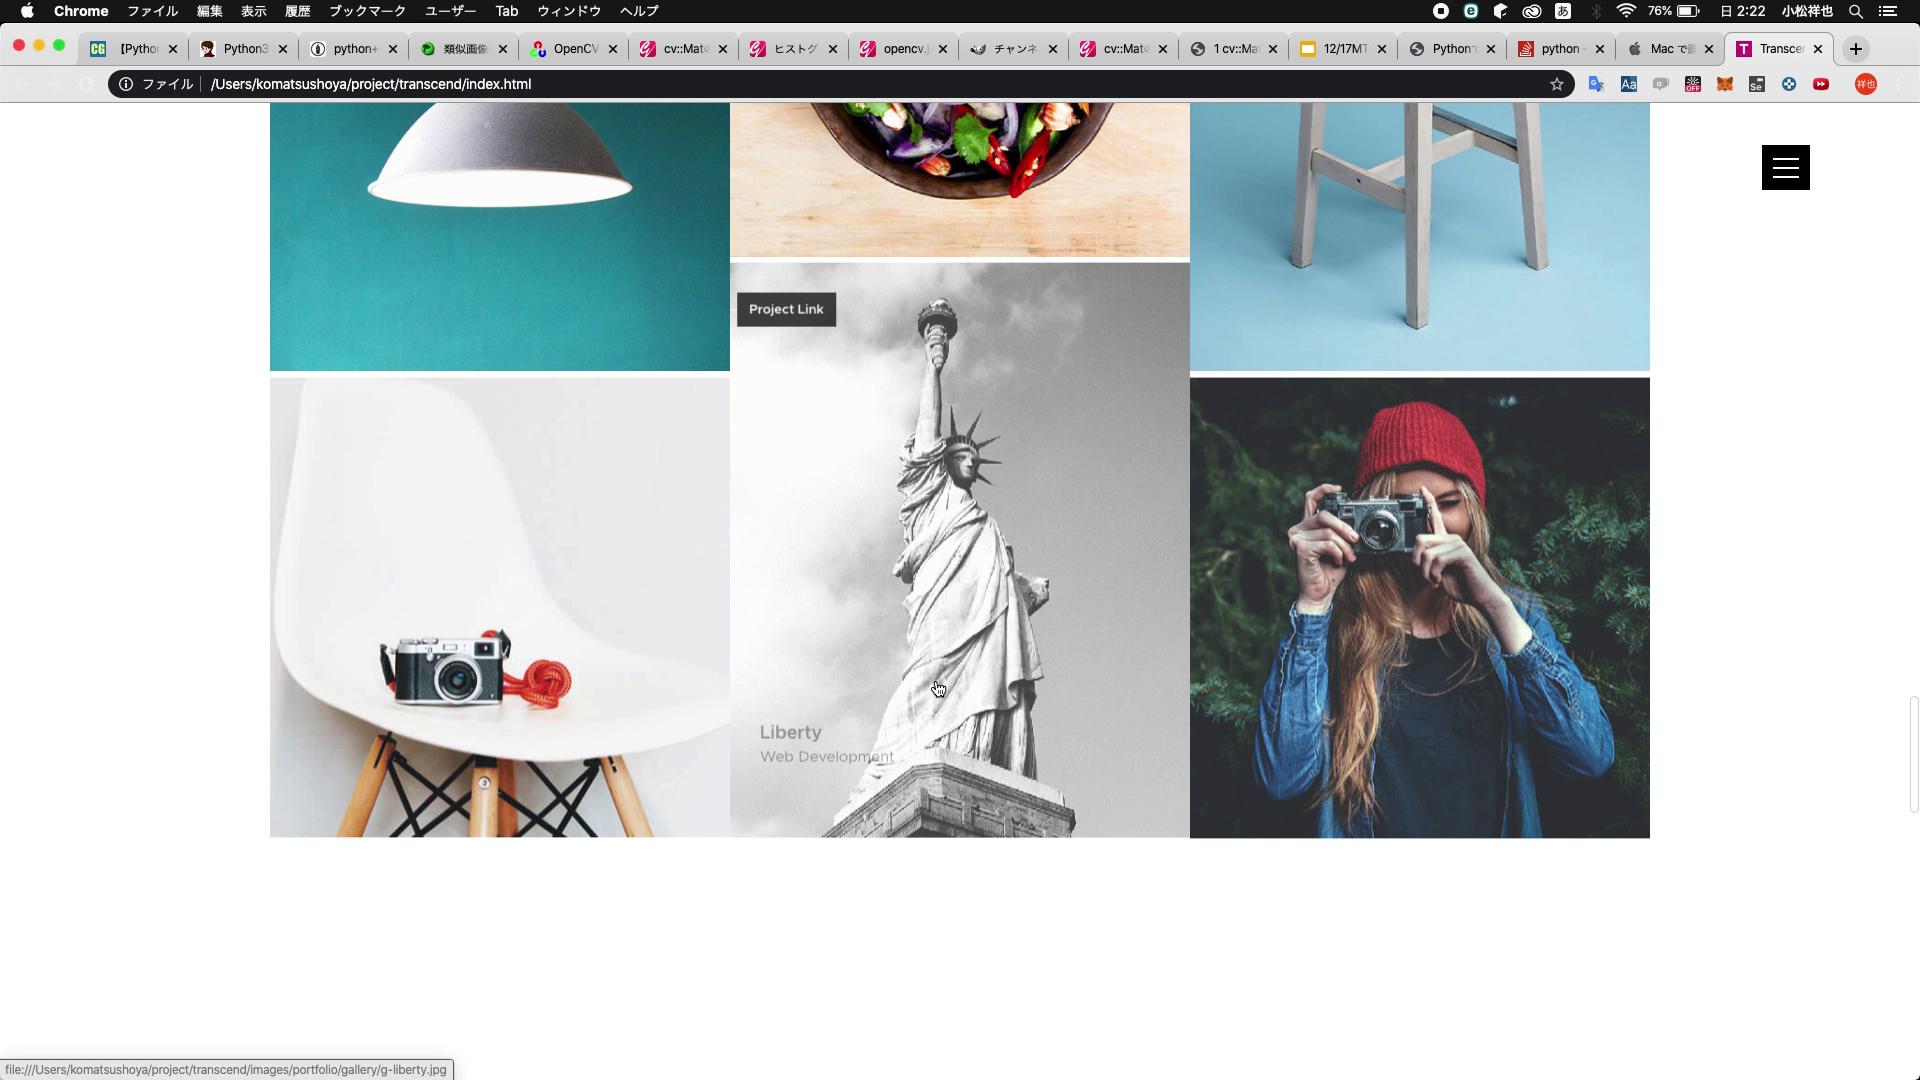 Chrome ファイル 編集 表示 履歴 ブックマーク ユーザー Tab ウィンドウ ヘルプ 76% 日 2:22 小松祥也
【Pytho Python3 python+ 類似画像 OpenCV cv::Mat ヒストグ opencv. チャンネ cv::Mat 1 cv::Ma 12/17MT Python python - Mac で Transce
ファイル /Users/komatsushoya/project/transcend/index.html OFF Se 祥也
Project Link
Liberty
Web Development
file:///Users/komatsushoya/project/transcend/images/portfolio/gallery/g-liberty.jpg